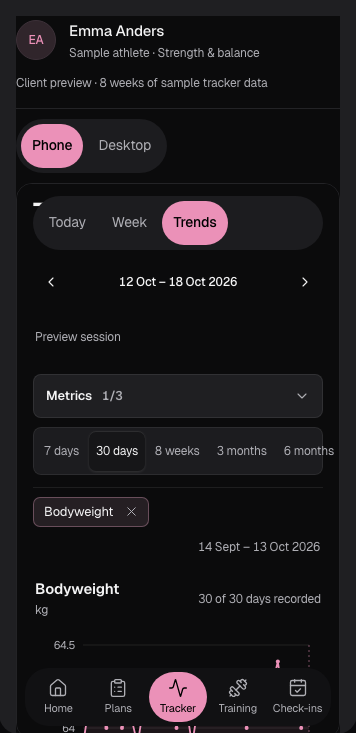 EA
Emma Anders
Sample athlete · Strength & balance
Client preview · 8 weeks of sample tracker data
Phone
Desktop
Today
Week
Trends
12 Oct – 18 Oct 2026
Preview session
Metrics 1/3
7 days
30 days
8 weeks
3 months
6 months
Bodyweight
14 Sept – 13 Oct 2026
Bodyweight
kg
30 of 30 days recorded
64.5
64
Home
Plans
Tracker
Training
Check-ins